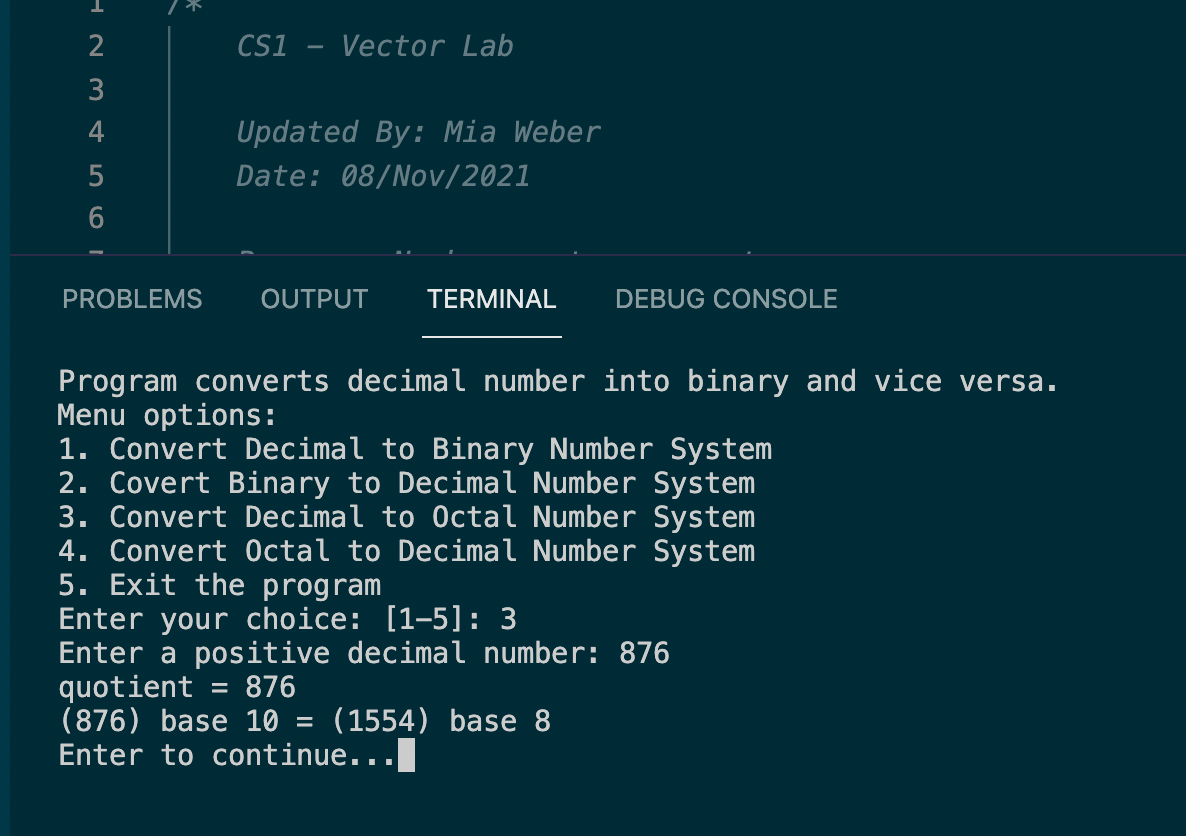 1 /*
2 CS1 – Vector Lab
3
4 Updated By: Mia Weber
5 Date: 08/Nov/2021
6
7
PROBLEMS OUTPUT TERMINAL DEBUG CONSOLE
Program converts decimal number into binary and vice versa.
Menu options:
1. Convert Decimal to Binary Number System
2. Covert Binary to Decimal Number System
3. Convert Decimal to Octal Number System
4. Convert Octal to Decimal Number System
5. Exit the program
Enter your choice: [1–5]: 3
Enter a positive decimal number: 876
quotient = 876
(876) base 10 = (1554) base 8
Enter to continue...